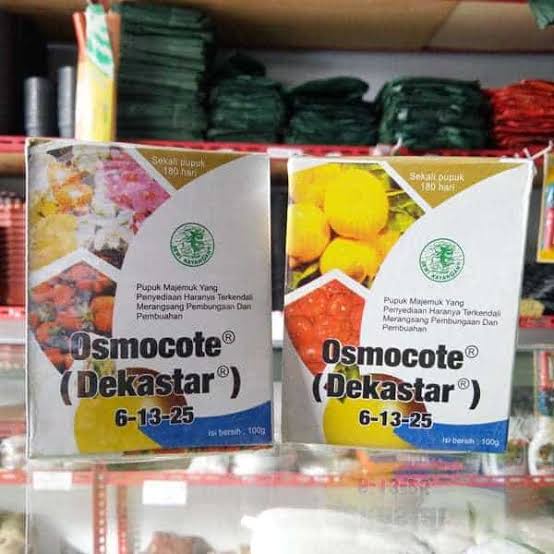 Sekali pupuk
180 hari
Pupuk Majemuk Yang
Penyediaan Haranya Terkendali
Merangsang Pembungaan Dan
Pembuahan
Osmocote®
(Dekastar®)
6-13-25
Isi bersih : 100g
Sekali pupuk
180 hari
Pupuk Majemuk Yang
Penyediaan Haranya Terkendali
Merangsang Pembungaan Dan
Pembuahan
Osmocote®
(Dekastar®)
6-13-25
Isi bersih : 100g